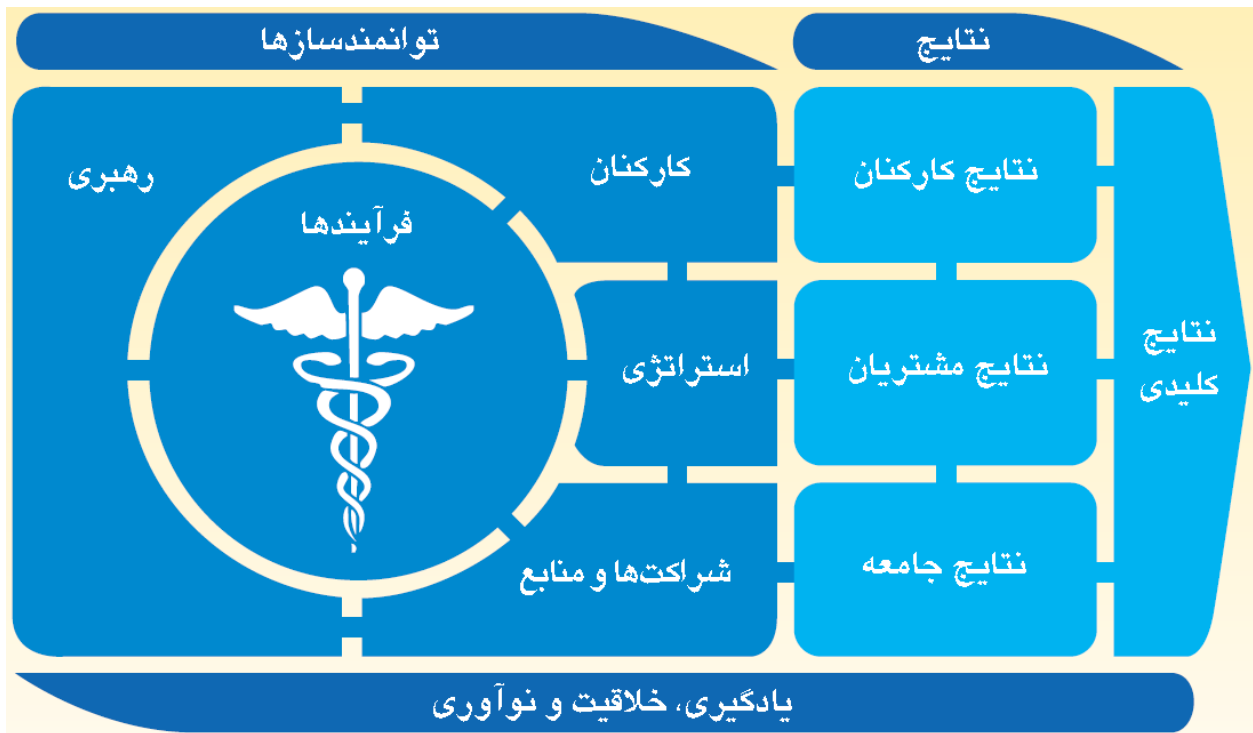 توانمندسازها
نتایج
رهبری
فرآیندها
کارکنان
استراتژی
شراکت‌ها و منابع
نتایج کارکنان
نتایج مشتریان
نتایج جامعه
نتایج
کلیدی
یادگیری، خلاقیت و نوآوری